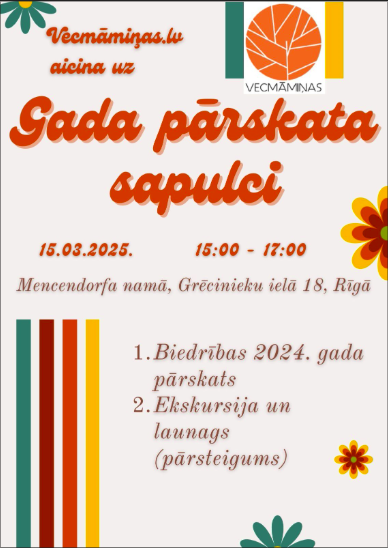 Vecmāmiņas.lv
aicina uz
VECMĀMIŅAS
Gada pārskata
sapulci
15.03.2025. 15:00 - 17:00
Mencendorfa namā, Grēcinieku ielā 18, Rīgā
1. Biedrības 2024. gada
pārskats
2. Ekskursija un
launags
(pārsteigums)